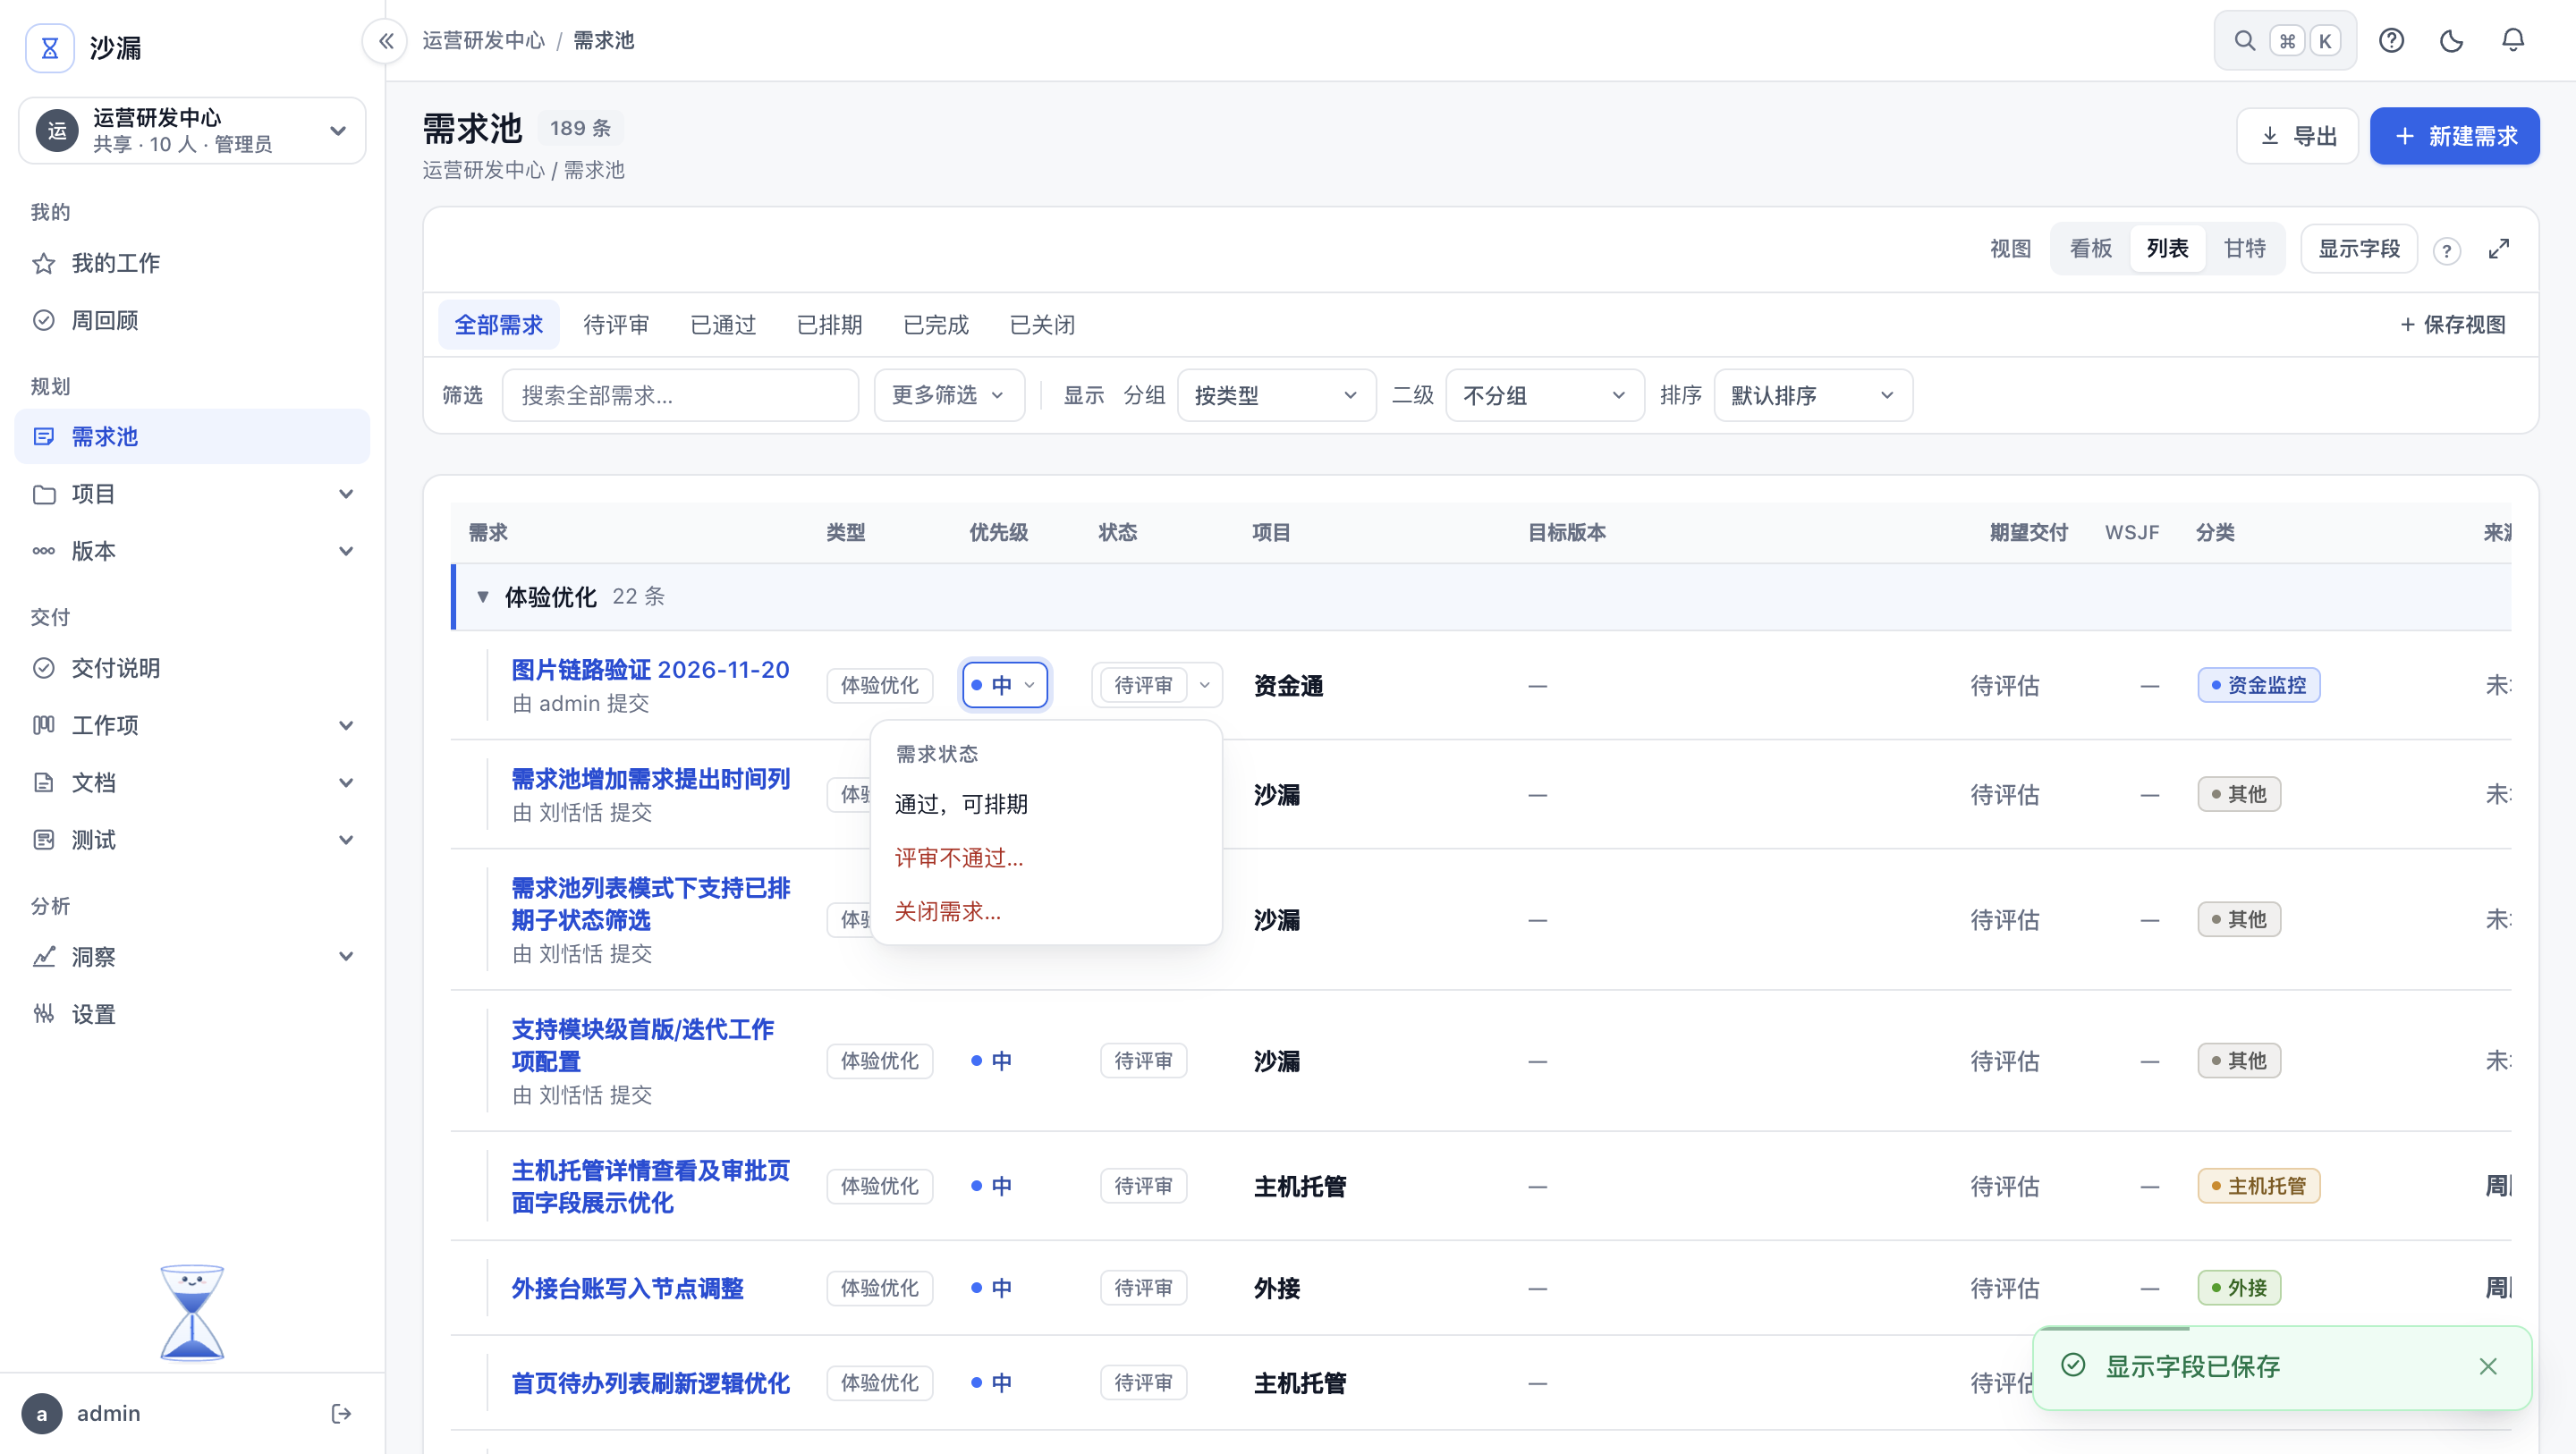 沙漏
运
运营研发中心
共享 · 10 人 · 管理员
我的
我的工作
周回顾
规划
需求池
项目
版本
交付
交付说明
工作项
文档
测试
分析
洞察
设置
a
admin
运营研发中心 / 需求池
⌘ K
需求池 189 条
运营研发中心 / 需求池
导出
+ 新建需求
视图 看板 列表 甘特 显示字段 ?
全部需求 待评审 已通过 已排期 已完成 已关闭 + 保存视图
筛选 搜索全部需求... 更多筛选 显示 分组 按类型 二级 不分组 排序 默认排序
需求 类型 优先级 状态 项目 目标版本 期望交付 WSJF 分类
体验优化 22 条
图片链路验证 2026-11-20
由 admin 提交
体验优化 中 待评审 资金通 — 待评估 — 资金监控 未
需求状态
通过，可排期
评审不通过...
关闭需求...
需求池增加需求提出时间列
由 刘恬恬 提交
体 沙漏 — 待评估 — 其他 未
需求池列表模式下支持已排
期子状态筛选
由 刘恬恬 提交
体 沙漏 — 待评估 — 其他 未
支持模块级首版/迭代工作
项配置
由 刘恬恬 提交
体验优化 中 待评审 沙漏 — 待评估 — 其他 未
主机托管详情查看及审批页
面字段展示优化
体验优化 中 待评审 主机托管 — 待评估 — 主机托管 周
外接台账写入节点调整
体验优化 中 待评审 外接 — 待评估 — 外接 周
首页待办列表刷新逻辑优化
体验优化 中 待评审 主机托管 — 待评
显示字段已保存